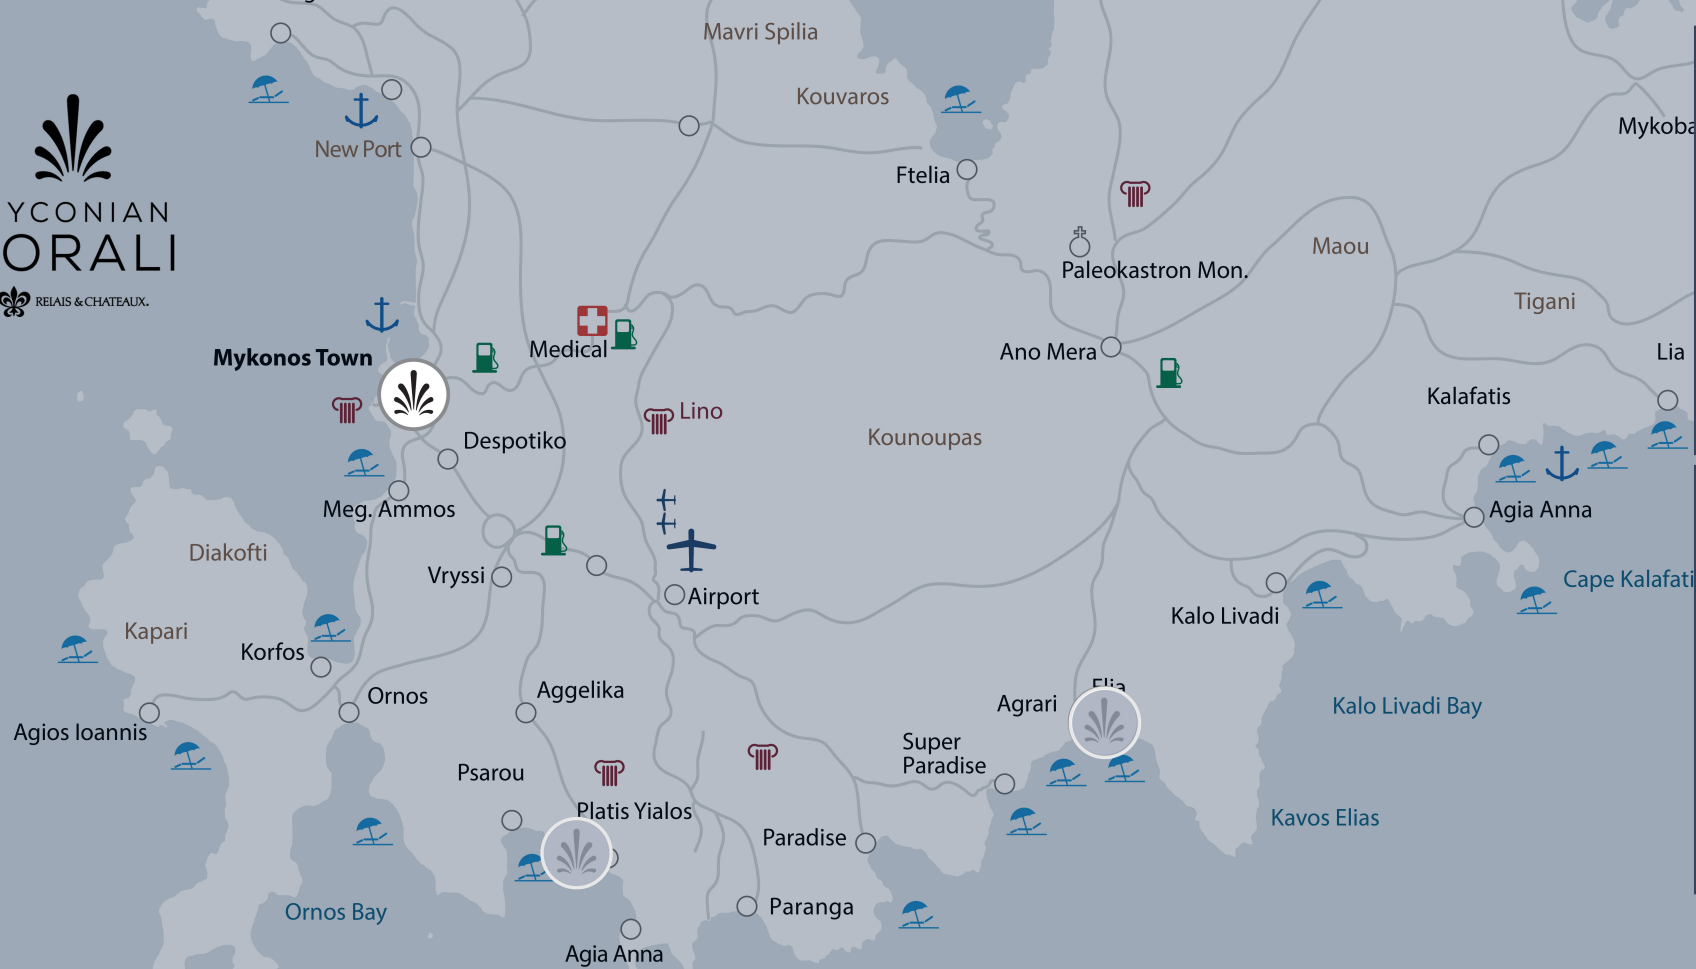 Mavri Spilia
Kouvaros
New Port
Mykoba
Ftelia
YCONIAN
ORALI
RELAIS & CHATEAUX.
Paleokastron Mon.
Maou
Tigani
Mykonos Town
Medical
Ano Mera
Lia
Kalafatis
Lino
Kounoupas
Despotiko
Meg. Ammos
Agia Anna
Diakofti
Vryssi
Airport
Cape Kalafati
Kapari
Kalo Livadi
Korfos
Ornos
Aggelika
Elia
Agrari
Kalo Livadi Bay
Agios Ioannis
Super
Paradise
Psarou
Platis Yialos
Paradise
Kavos Elias
Ornos Bay
Paranga
Agia Anna